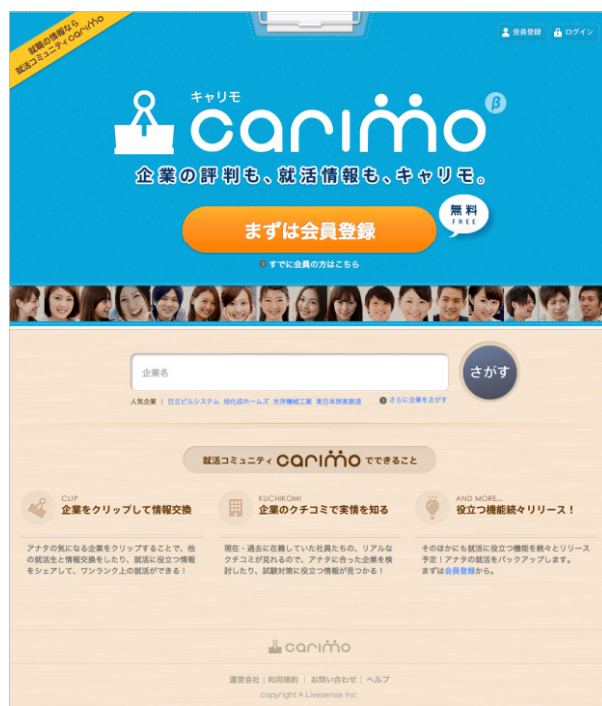 就職の情報なら
就活コミュニティcarimo
会員登録 ログイン
キャリモ
carimo β
企業の評判も、就活情報も、キャリモ。
まずは会員登録
無料
FREE
すでに会員の方はこちら
企業名
さがす
人気企業 | 日立ビルシステム 旭化成ホームズ 光洋機械工業 東日本旅客鉄道 さらに企業をさがす
就活コミュニティ carimo でできること
CLIP
企業をクリップして情報交換
アナタの気になる企業をクリップすることで、他
の就活生と情報交換をしたり、就活に役立つ情報
をシェアして、ワンランク上の就活ができる！
KUCHIKOMI
企業のクチコミで実情を知る
現在・過去に在籍していた社員たちの、リアルな
クチコミが見れるので、アナタに合った企業を検
討したり、試験対策に役立つ情報が見つかる！
AND MORE...
役立つ機能続々リリース！
そのほかにも就活に役立つ機能を続々とリリース
予定！アナタの就活をバックアップします。
まずは会員登録から。
carimo
運営会社 | 利用規約 | お問い合わせ | ヘルプ
copyright © Livesense Inc.